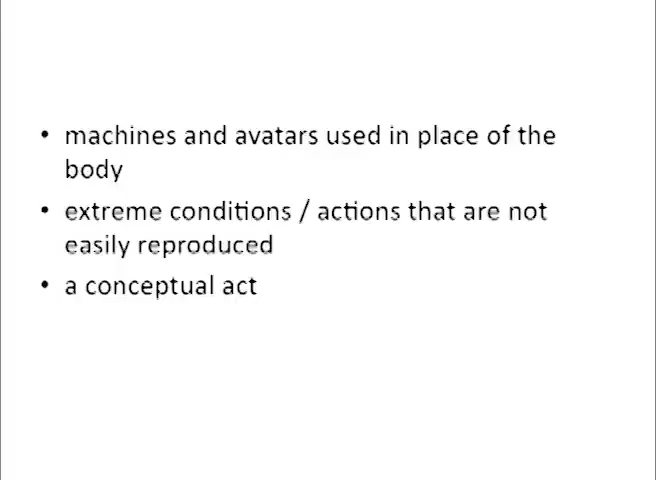 • machines and avatars used in place of the
body
• extreme conditions / actions that are not
easily reproduced
• a conceptual act